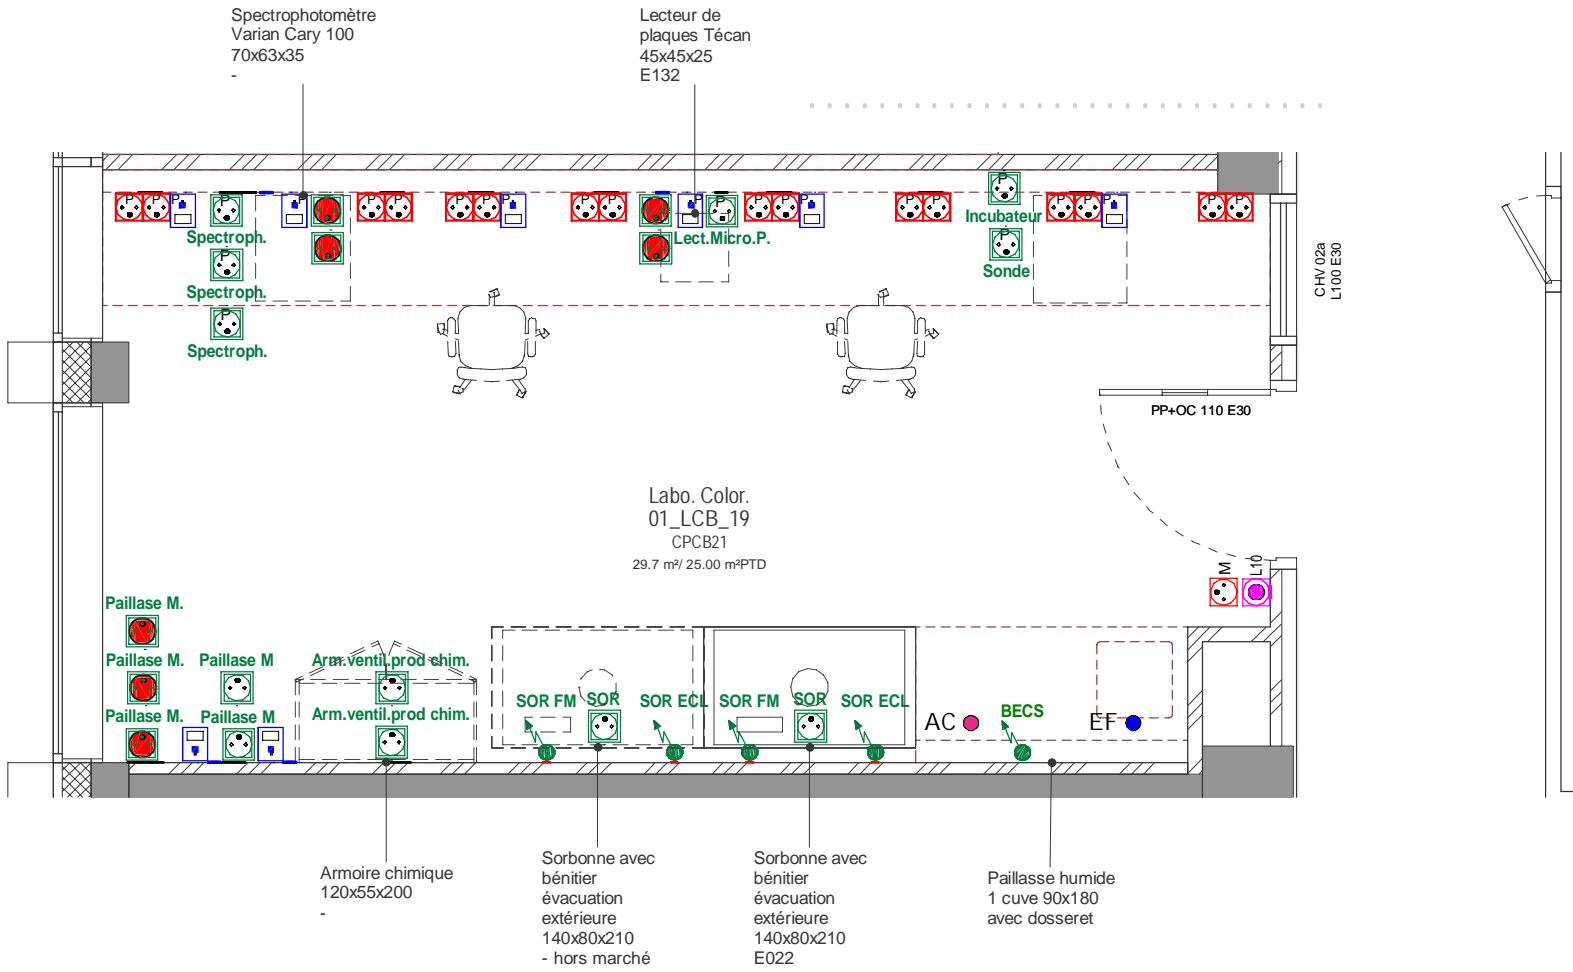 Spectrophotomètre
Varian Cary 100
70x63x35
-
Lecteur de
plaques Técan
45x45x25
E132
P P P P P P P P P P P P P P P P P P P P P P
Spectroph.
Lect.Micro.P.
Incubateur
P
P
Spectroph.
Sonde
P
Spectroph.
CHV 02a
L100 E30
PP+OC 110 E30
Labo. Color.
01_LCB_19
CPCB21
29.7 m²/ 25.00 m²PTD
M
L10
Paillase M.
Paillase M.
Paillase M
Arm.ventil.prod chim.
Paillase M.
Paillase M
Arm.ventil.prod chim.
SOR FM
SOR
SOR ECL
SOR FM
SOR
SOR ECL
AC
BECS
EF
Armoire chimique
120x55x200
-
Sorbonne avec
bénitier
évacuation
extérieure
140x80x210
- hors marché
Sorbonne avec
bénitier
évacuation
extérieure
140x80x210
E022
Paillasse humide
1 cuve 90x180
avec dosseret